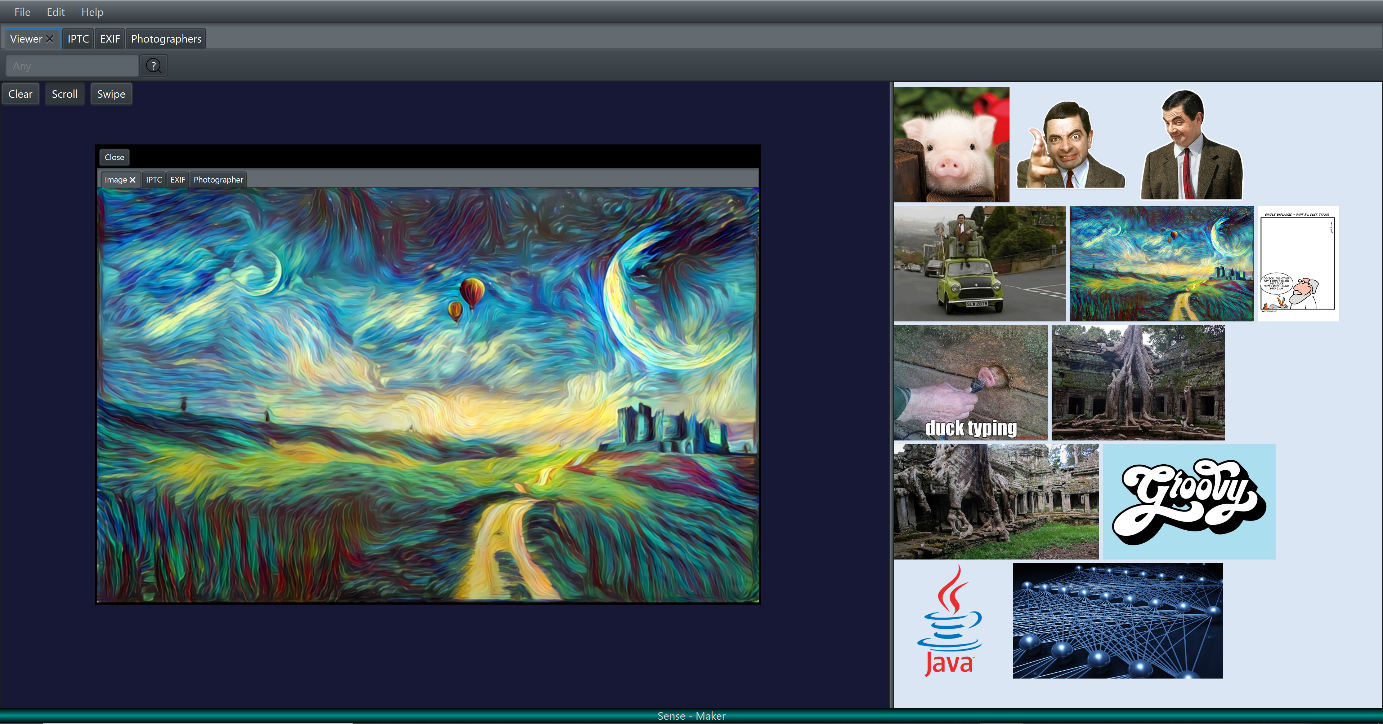 File Edit Help
Viewer IPTC EXIF Photographers
Any ?
Clear Scroll Swipe
Close
Image IPTC EXIF Photographer
duck typing
Groovy
Java
Sense - Maker